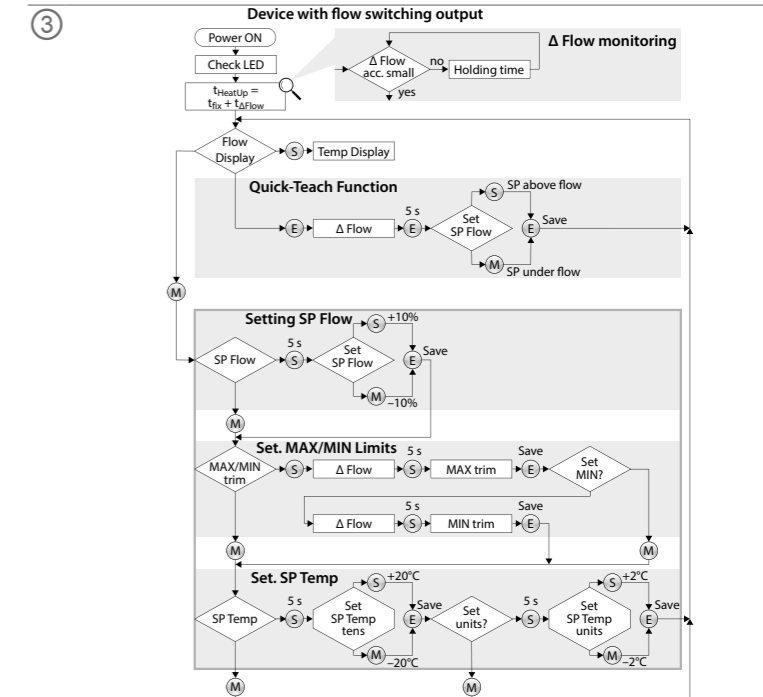 ③
Device with flow switching output
Power ON
Check LED
tHeatUp =
tfix + tΔFlow
Δ Flow monitoring
Δ Flow
acc. small
no
Holding time
yes
Flow
Display
S
Temp Display
Quick-Teach Function
E
Δ Flow
5 s
E
Set
SP Flow
S
SP above flow
E
Save
M
SP under flow
M
Setting SP Flow
SP Flow
5 s
S
Set
SP Flow
S
+10%
E
Save
M
–10%
M
Set. MAX/MIN Limits
MAX/MIN
trim
S
Δ Flow
5 s
S
MAX trim
Save
E
Set
MIN?
Δ Flow
5 s
S
MIN trim
Save
E
M
M
Set. SP Temp
SP Temp
5 s
S
Set
SP Temp
tens
S
+20°C
Save
E
M
–20°C
Set
units?
5 s
S
Set
SP Temp
units
S
+2°C
Save
E
M
–2°C
M
M